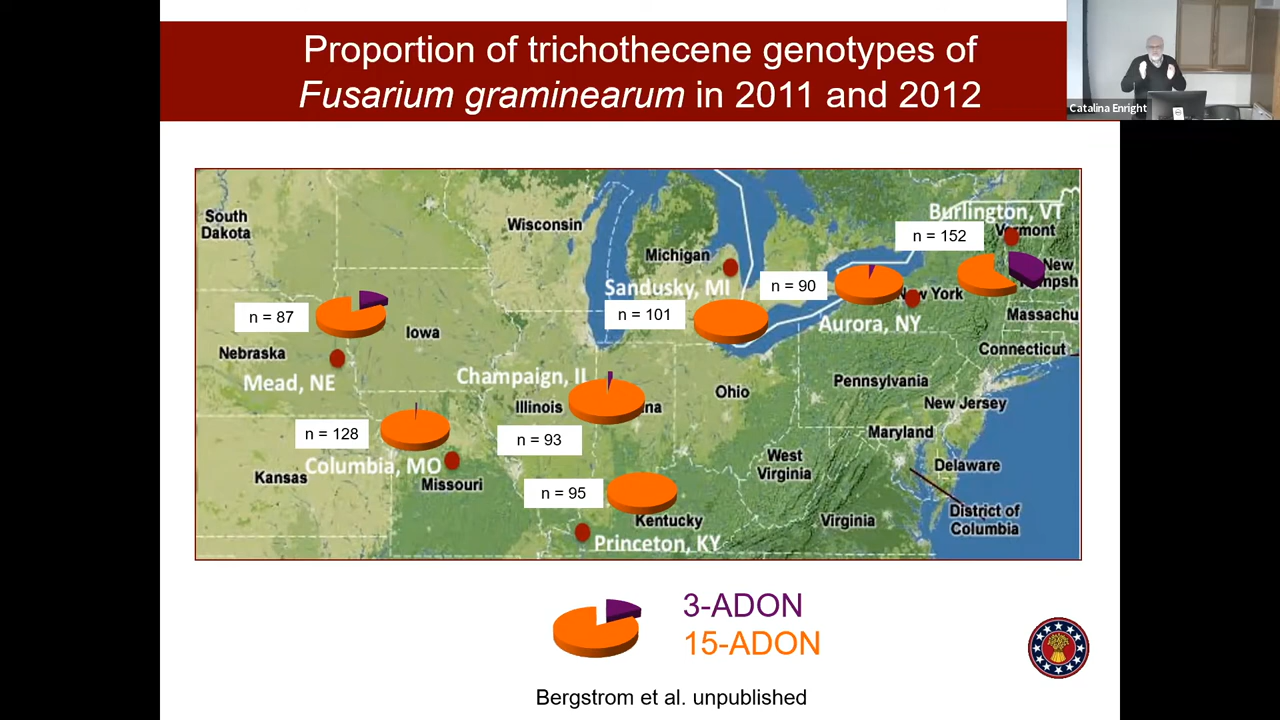 Proportion of trichothecene genotypes of
Fusarium graminearum in 2011 and 2012
Catalina Enright
South
Dakota
Wisconsin
Michigan
Sandusky, MI
n = 101
n = 90
n = 152
Burlington, VT
Vermont
New
York
Aurora, NY
Massachu
Connecticut
n = 87
Iowa
Nebraska
Mead, NE
Champaign, IL
Illinois
n = 93
Ohio
Pennsylvania
New Jersey
Maryland
Delaware
District of
Columbia
West
Virginia
Virginia
n = 128
Columbia, MO
Missouri
Kansas
n = 95
Kentucky
Princeton, KY
3-ADON
15-ADON
Bergstrom et al. unpublished